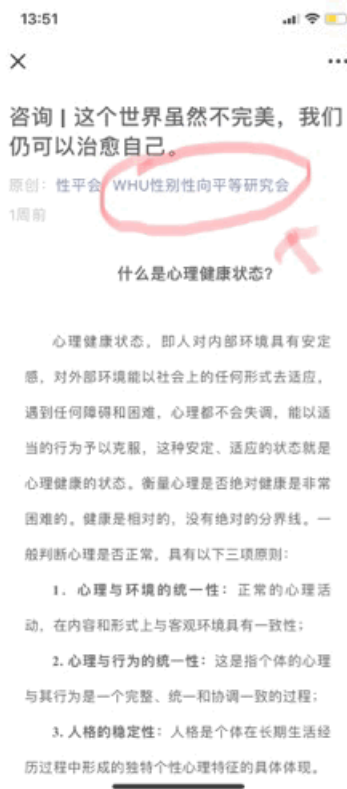 13:51
咨询 | 这个世界虽然不完美，我们
仍可以治愈自己。
原创： 性平会 WHU性别性向平等研究会
1周前
什么是心理健康状态?
心理健康状态，即人对内部环境具有安定
感，对外部环境能以社会上的任何形式去适应，
遇到任何障碍和困难，心理都不会失调，能以适
当的行为予以克服，这种安定、适应的状态就是
心理健康的状态。衡量心理是否绝对健康是非常
困难的。健康是相对的，没有绝对的分界线。一
般判断心理是否正常，具有以下三项原则：
1．心理与环境的统一性：正常的心理活
动，在内容和形式上与客观环境具有一致性；
2. 心理与行为的统一性：这是指个体的心理
与其行为是一个完整、统一和协调一致的过程；
3. 人格的稳定性：人格是个体在长期生活经
历过程中形成的独特个性心理特征的具体体现。